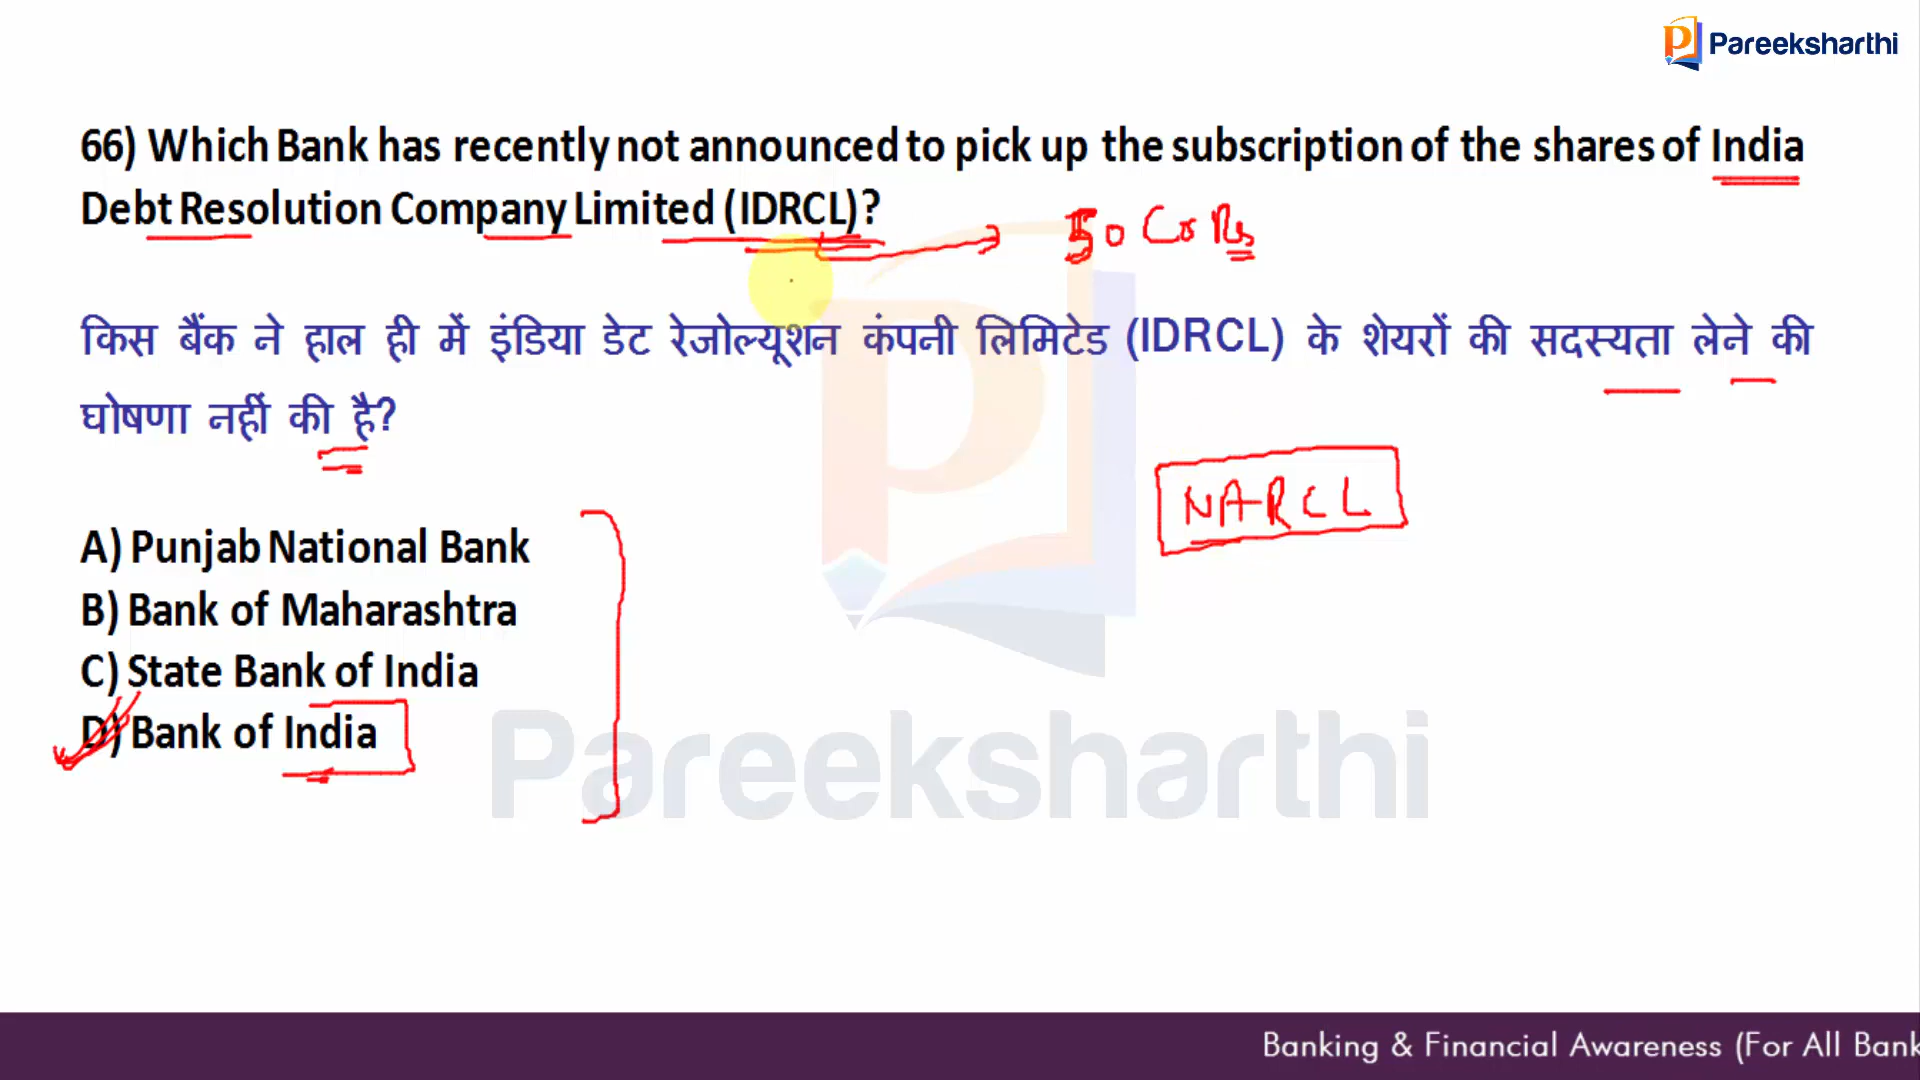 Pareeksharthi
66) Which Bank has recently not announced to pick up the subscription of the shares of India
Debt Resolution Company Limited (IDRCL)?
50 Cr Rs
किस बैंक ने हाल ही में इंडिया डेट रेजोल्यूशन कंपनी लिमिटेड (IDRCL) के शेयरों की सदस्यता लेने की
घोषणा नहीं की है?
NARCL
A) Punjab National Bank
B) Bank of Maharashtra
C) State Bank of India
D) Bank of India
Pareeksharthi
Banking & Financial Awareness (For All Bank